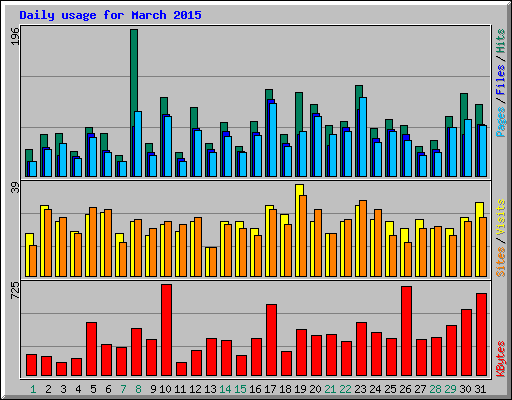 Daily usage for March 2015
196
Pages / Files / Hits
39
Sites / Visits
725
KBytes
1 2 3 4 5 6 7 8 9 10 11 12 13 14 15 16 17 18 19 20 21 22 23 24 25 26 27 28 29 30 31